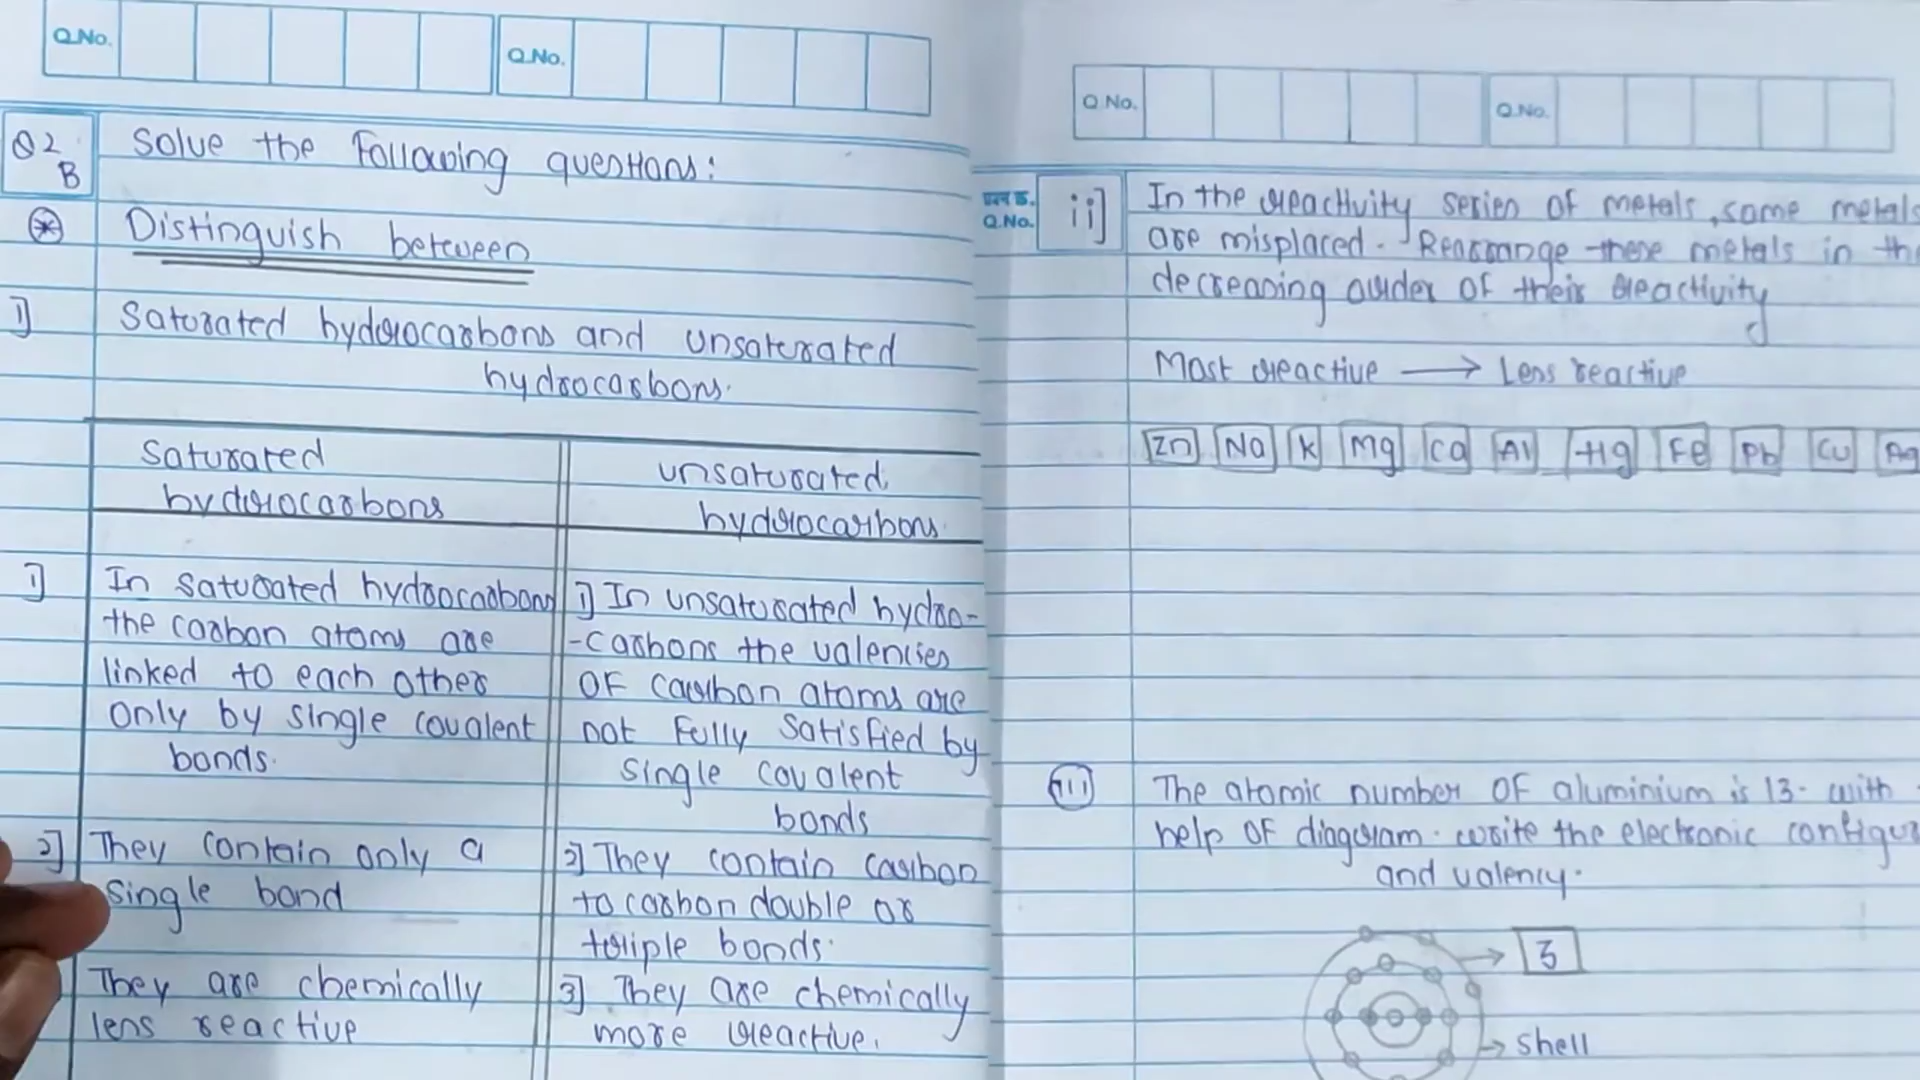 Q.No.
Q.No.
Q2
B
Solve the Following questions:
Distinguish between
1]
Saturated hydrocarbons and unsaturated
hydrocarbons.
Saturated
hydrocarbons
unsaturated
hydrocarbons.
1]
In saturated hydrocarbons
the carbon atoms are
linked to each other
only by single covalent
bonds.
1] In unsaturated hydro-
-carbons the valencies
of carbon atoms are
not fully satisfied by
single covalent
bonds
2]
They contain only a
single bond
2] They contain carbon
to carbon double or
triple bonds.
They are chemically
less reactive
3] They are chemically
more reactive.
Q.No.
Q.No.
प्रश्न क्र.
Q.No.
ii]
In the reactivity series of metals, some metals
are misplaced. Rearrange these metals in the
decreasing order of their reactivity
Most reactive → Less reactive
Zn Na K Mg Ca Al Hg Fe Pb Cu Ag
iii)
The atomic number of aluminium is 13. with
help of diagram. write the electronic
and valency.
3
→ shell